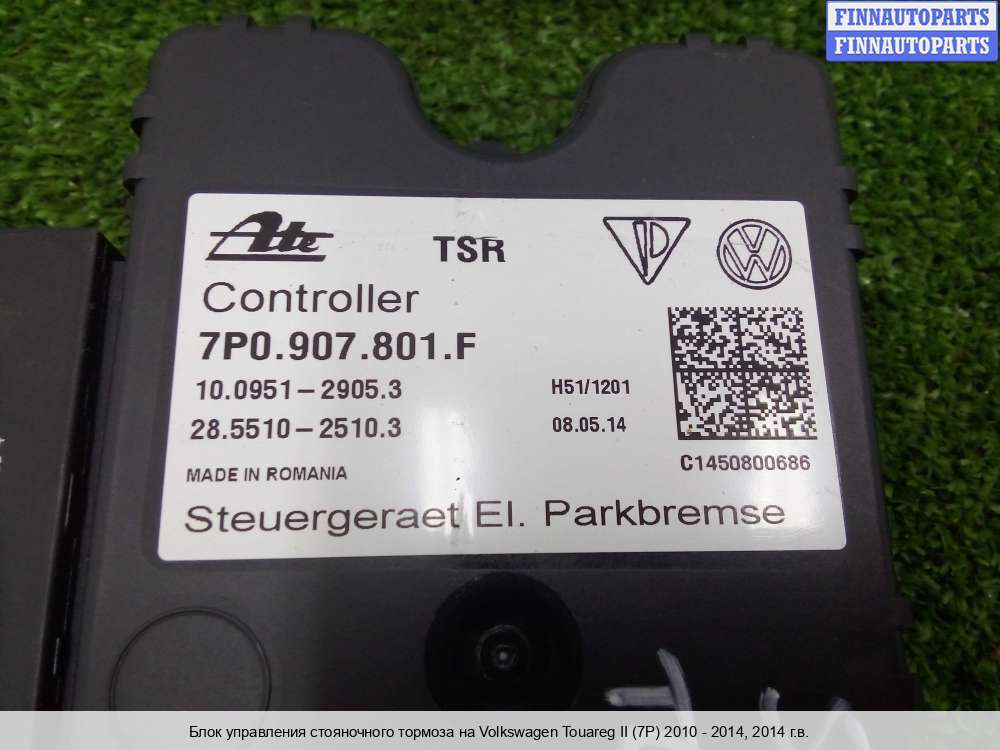 FINNAUTOPARTS
FINNAUTOPARTS
Ate TSR
Controller
7P0.907.801.F
10.0951-2905.3 H51/1201
28.5510-2510.3 08.05.14
C1450800686
MADE IN ROMANIA
Steuergeraet El. Parkbremse
Блок управления стояночного тормоза на Volkswagen Touareg II (7P) 2010 - 2014, 2014 г.в.